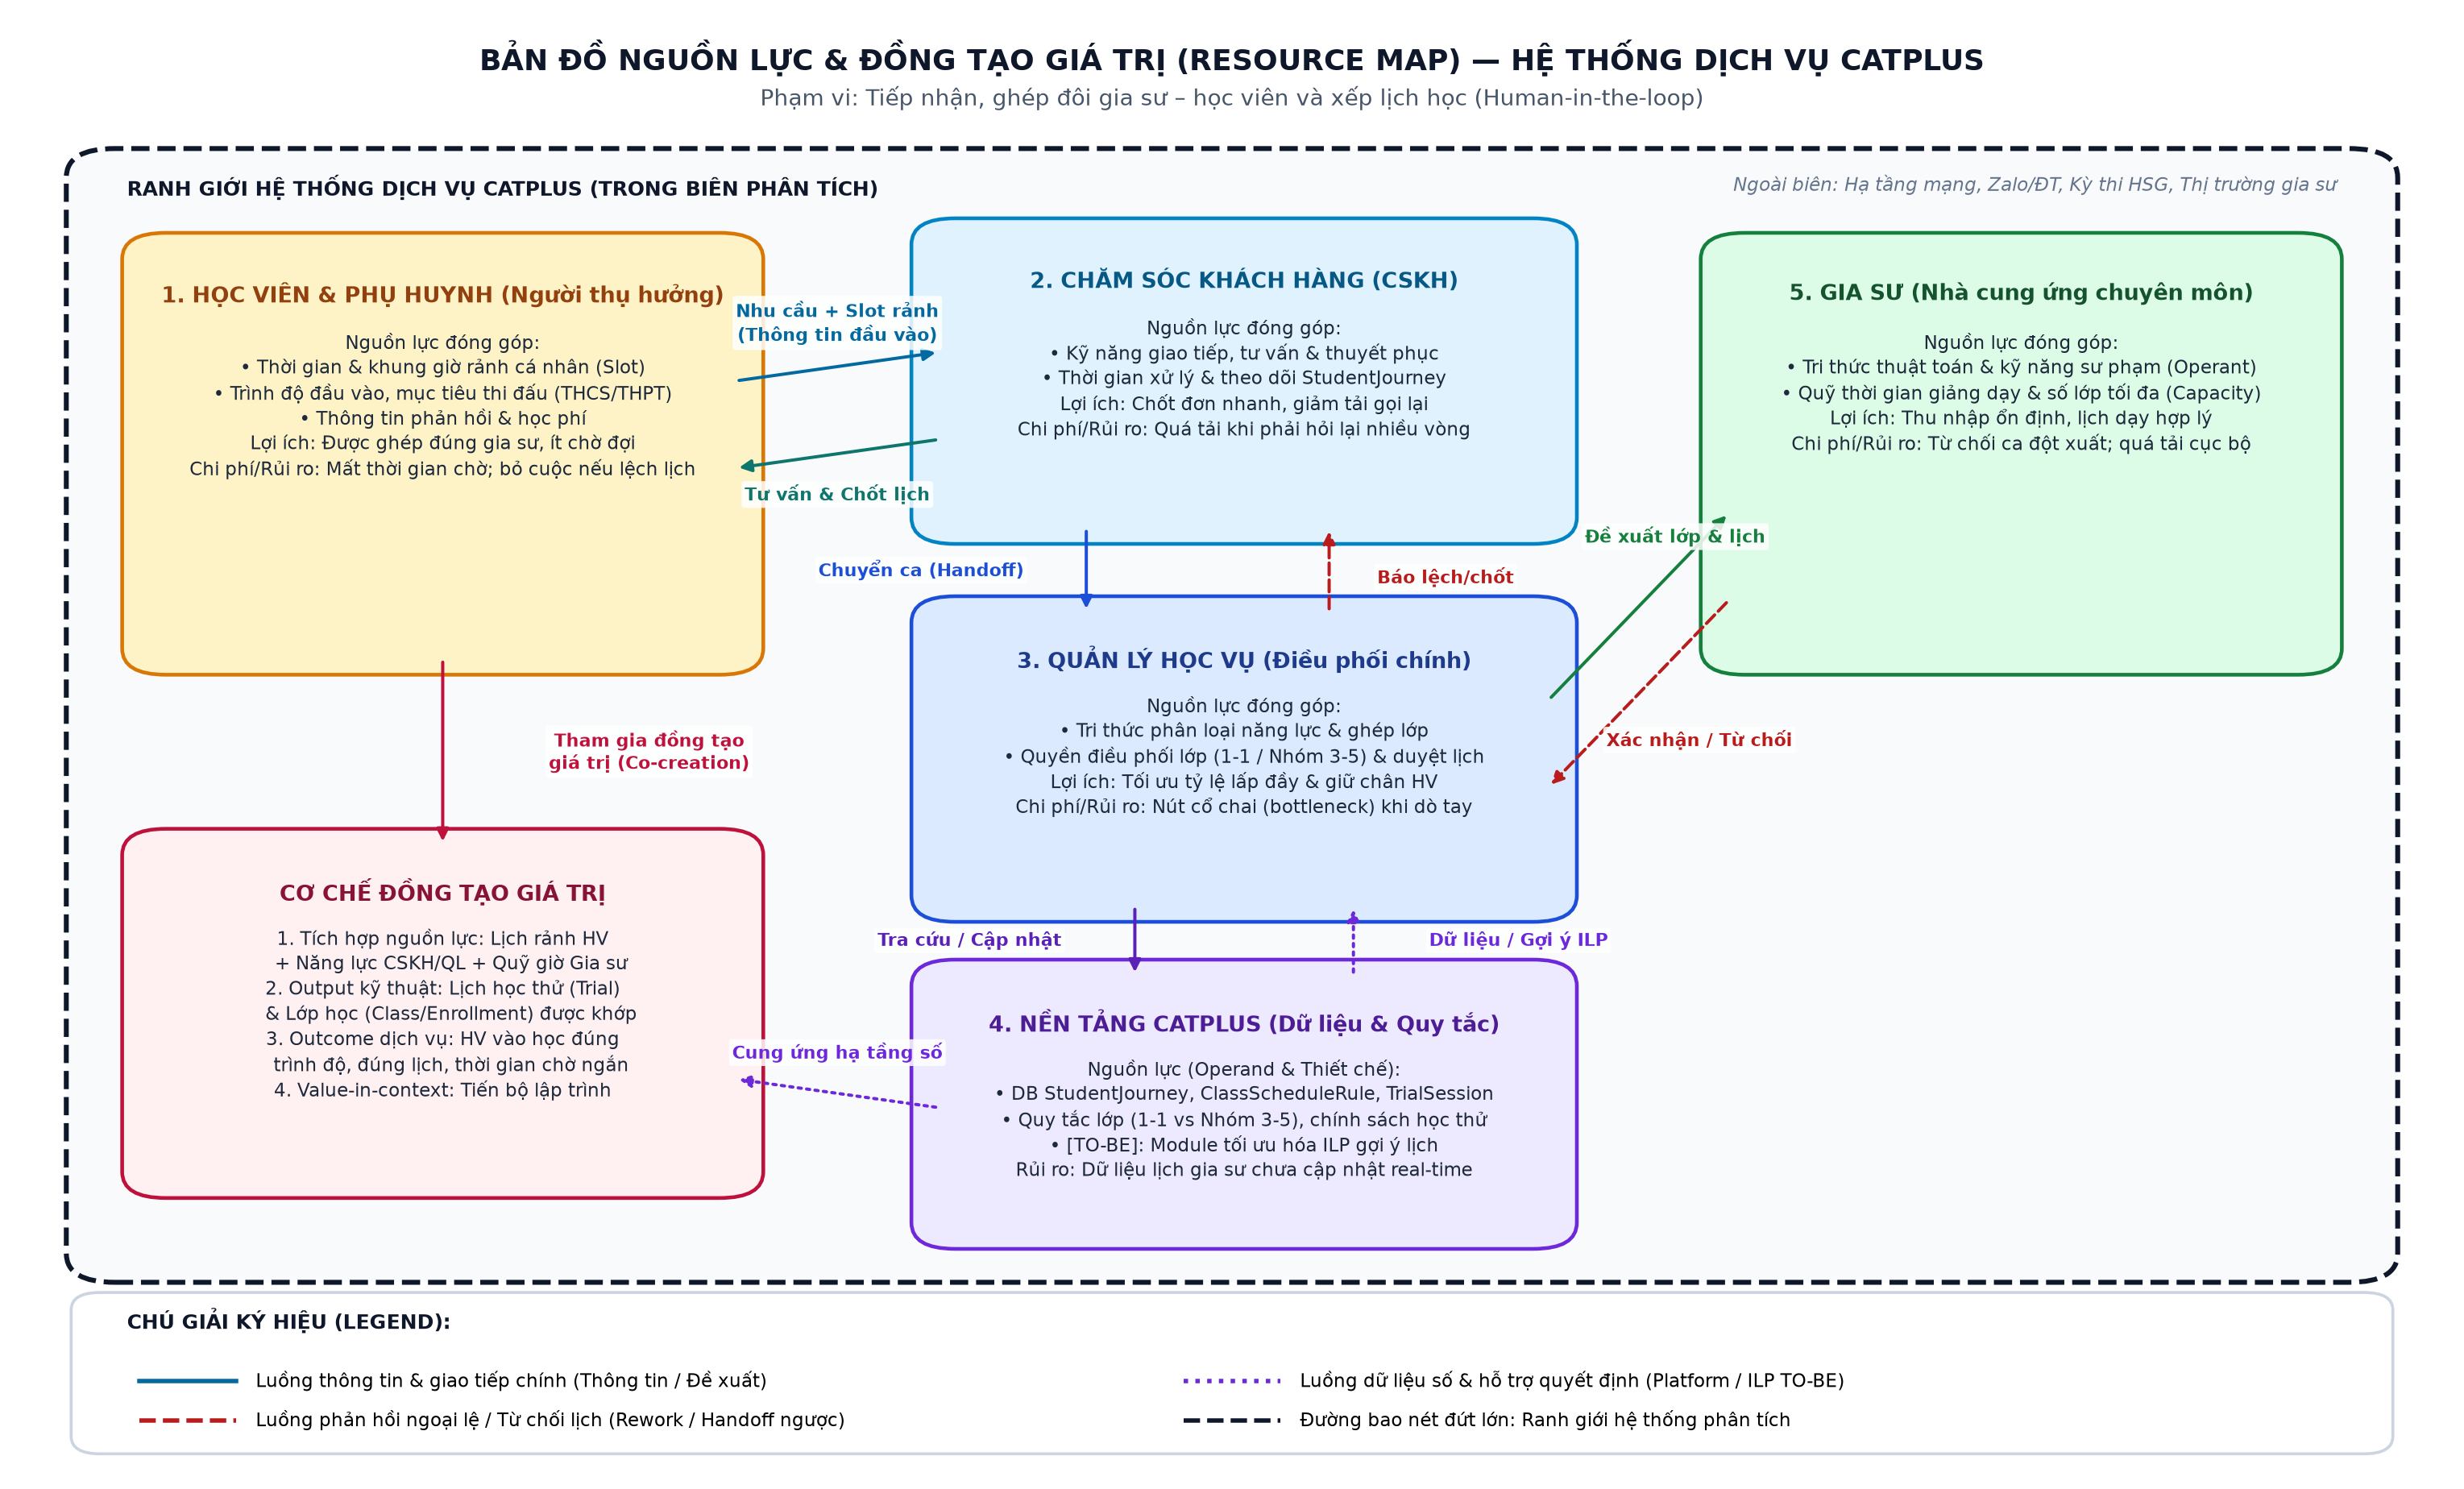 BẢN ĐỒ NGUỒN LỰC & ĐỒNG TẠO GIÁ TRỊ (RESOURCE MAP) — HỆ THỐNG DỊCH VỤ CATPLUS
Phạm vi: Tiếp nhận, ghép đôi gia sư – học viên và xếp lịch học (Human-in-the-loop)
RANH GIỚI HỆ THỐNG DỊCH VỤ CATPLUS (TRONG BIÊN PHÂN TÍCH)
Ngoài biên: Hạ tầng mạng, Zalo/ĐT, Kỳ thi HSG, Thị trường gia sư
1. HỌC VIÊN & PHỤ HUYNH (Người thụ hưởng)
Nguồn lực đóng góp:
• Thời gian & khung giờ rảnh cá nhân (Slot)
• Trình độ đầu vào, mục tiêu thi đấu (THCS/THPT)
• Thông tin phản hồi & học phí
Lợi ích: Được ghép đúng gia sư, ít chờ đợi
Chi phí/Rủi ro: Mất thời gian chờ; bỏ cuộc nếu lệch lịch
Nhu cầu + Slot rảnh
(Thông tin đầu vào)
Tư vấn & Chốt lịch
2. CHĂM SÓC KHÁCH HÀNG (CSKH)
Nguồn lực đóng góp:
• Kỹ năng giao tiếp, tư vấn & thuyết phục
• Thời gian xử lý & theo dõi StudentJourney
Lợi ích: Chốt đơn nhanh, giảm tải gọi lại
Chi phí/Rủi ro: Quá tải khi phải hỏi lại nhiều vòng
5. GIA SƯ (Nhà cung ứng chuyên môn)
Nguồn lực đóng góp:
• Tri thức thuật toán & kỹ năng sư phạm (Operant)
• Quỹ thời gian giảng dạy & số lớp tối đa (Capacity)
Lợi ích: Thu nhập ổn định, lịch dạy hợp lý
Chi phí/Rủi ro: Từ chối ca đột xuất; quá tải cục bộ
Chuyển ca (Handoff)
Báo lệch/chốt
Đề xuất lớp & lịch
3. QUẢN LÝ HỌC VỤ (Điều phối chính)
Nguồn lực đóng góp:
• Tri thức phân loại năng lực & ghép lớp
• Quyền điều phối lớp (1-1 / Nhóm 3-5) & duyệt lịch
Lợi ích: Tối ưu tỷ lệ lấp đầy & giữ chân HV
Chi phí/Rủi ro: Nút cổ chai (bottleneck) khi dò tay
Xác nhận / Từ chối
Tham gia đồng tạo
giá trị (Co-creation)
CƠ CHẾ ĐỒNG TẠO GIÁ TRỊ
1. Tích hợp nguồn lực: Lịch rảnh HV
+ Năng lực CSKH/QL + Quỹ giờ Gia sư
2. Output kỹ thuật: Lịch học thử (Trial)
& Lớp học (Class/Enrollment) được khớp
3. Outcome dịch vụ: HV vào học đúng
trình độ, đúng lịch, thời gian chờ ngắn
4. Value-in-context: Tiến bộ lập trình
Tra cứu / Cập nhật
Dữ liệu / Gợi ý ILP
Cung ứng hạ tầng số
4. NỀN TẢNG CATPLUS (Dữ liệu & Quy tắc)
Nguồn lực (Operand & Thiết chế):
• DB StudentJourney, ClassScheduleRule, TrialSession
• Quy tắc lớp (1-1 vs Nhóm 3-5), chính sách học thử
• [TO-BE]: Module tối ưu hóa ILP gợi ý lịch
Rủi ro: Dữ liệu lịch gia sư chưa cập nhật real-time
CHÚ GIẢI KÝ HIỆU (LEGEND):
Luồng thông tin & giao tiếp chính (Thông tin / Đề xuất)
Luồng dữ liệu số & hỗ trợ quyết định (Platform / ILP TO-BE)
Luồng phản hồi ngoại lệ / Từ chối lịch (Rework / Handoff ngược)
Đường bao nét đứt lớn: Ranh giới hệ thống phân tích